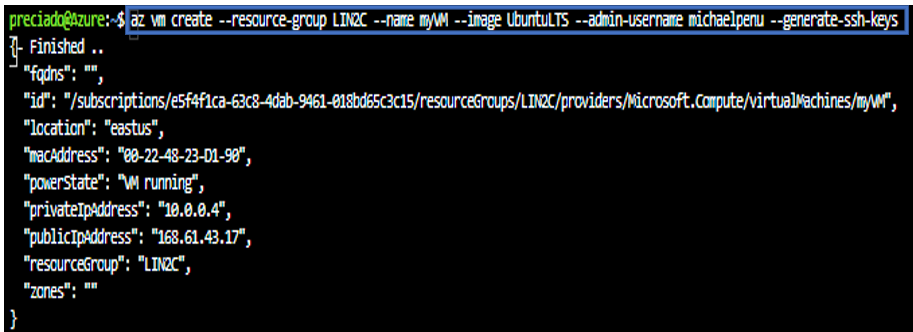 preciado@Azure:~$ az vm create --resource-group LIN2C --name myVM --image UbuntuLTS --admin-username michaelpenu --generate-ssh-keys
{- Finished ..
  "fqdns": "",
  "id": "/subscriptions/e5f4f1ca-63c8-4dab-9461-018bd65c3c15/resourceGroups/LIN2C/providers/Microsoft.Compute/virtualMachines/myVM",
  "location": "eastus",
  "macAddress": "00-22-48-23-D1-90",
  "powerState": "VM running",
  "privateIpAddress": "10.0.0.4",
  "publicIpAddress": "168.61.43.17",
  "resourceGroup": "LIN2C",
  "zones": ""
}